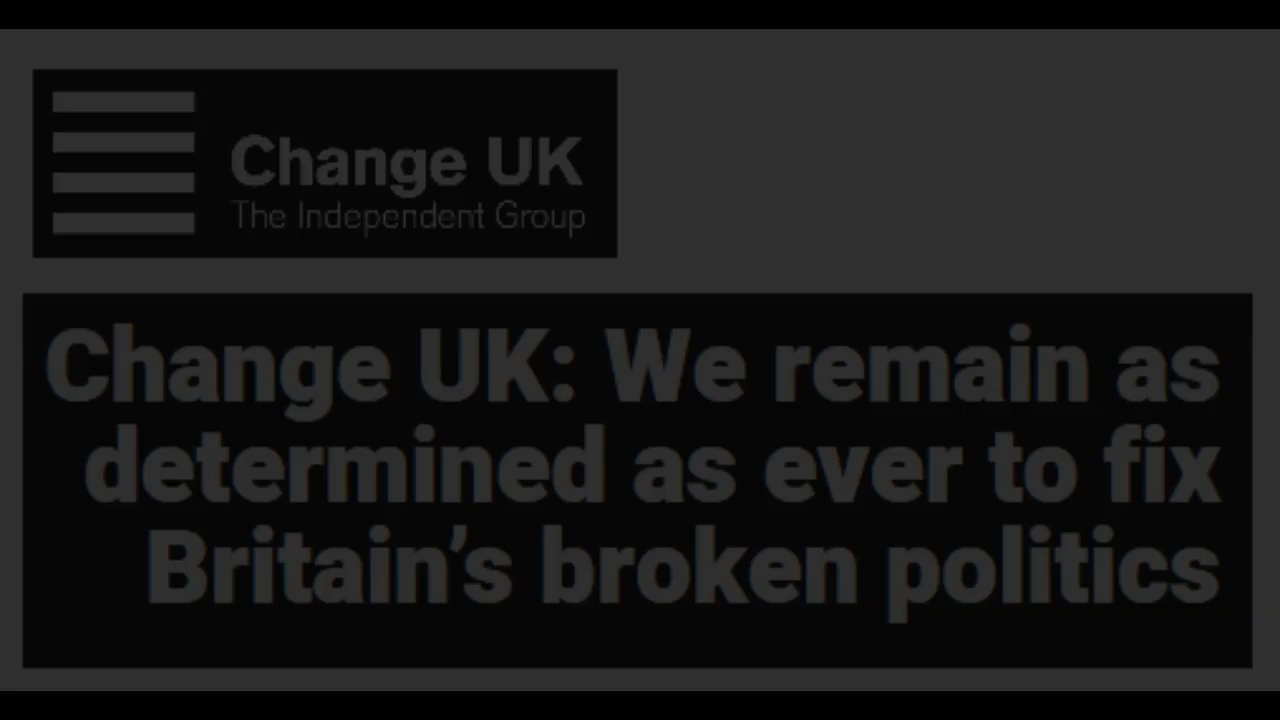 Change UK
The Independent Group
Change UK: We remain as
determined as ever to fix
Britain’s broken politics